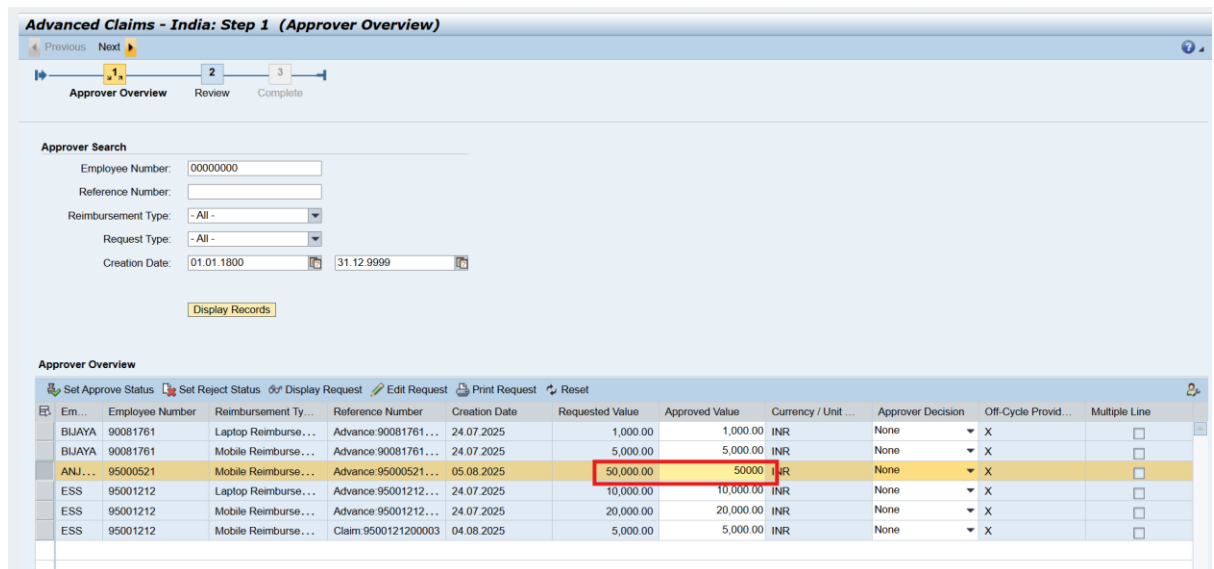 Advanced Claims - India: Step 1 (Approver Overview)
Previous Next
1 2 3
Approver Overview Review Complete
Approver Search
Employee Number: 00000000
Reference Number:
Reimbursement Type: - All -
Request Type: - All -
Creation Date: 01.01.1800 31.12.9999
Display Records
Approver Overview
Set Approve Status Set Reject Status Display Request Edit Request Print Request Reset
Em... Employee Number Reimbursement Ty... Reference Number Creation Date Requested Value Approved Value Currency / Unit ... Approver Decision Off-Cycle Provid... Multiple Line
BIJAYA 90081761 Laptop Reimburse... Advance:90081761... 24.07.2025 1,000.00 1,000.00 INR None X
BIJAYA 90081761 Mobile Reimburse... Advance:90081761... 24.07.2025 5,000.00 5,000.00 INR None X
ANJ... 95000521 Mobile Reimburse... Advance:95000521... 05.08.2025 50,000.00 50000 INR None X
ESS 95001212 Laptop Reimburse... Advance:95001212... 24.07.2025 10,000.00 10,000.00 INR None X
ESS 95001212 Mobile Reimburse... Advance:95001212... 24.07.2025 20,000.00 20,000.00 INR None X
ESS 95001212 Mobile Reimburse... Claim:9500121200003 04.08.2025 5,000.00 5,000.00 INR None X